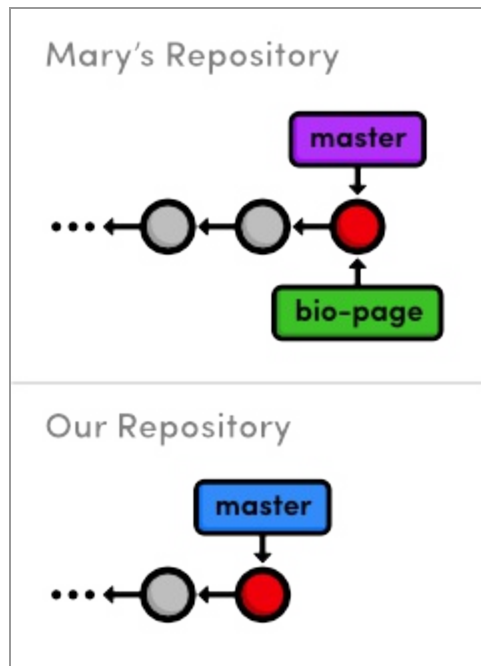 Mary's Repository
master
bio-page
Our Repository
master